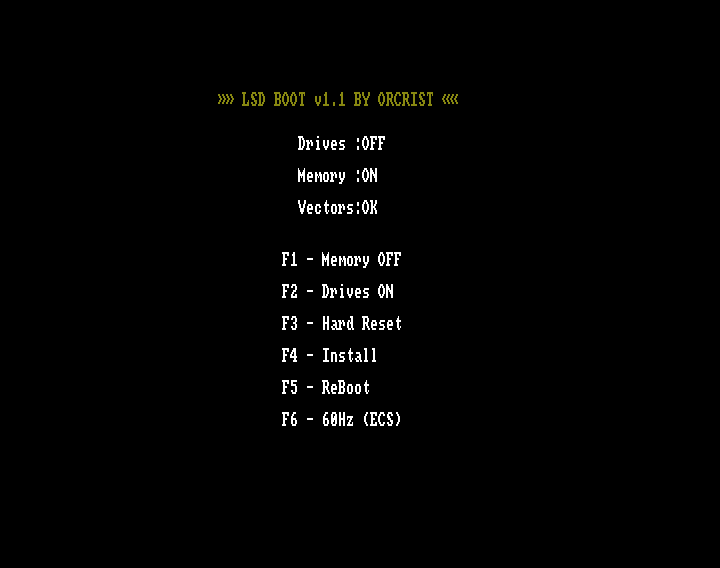 »» LSD BOOT v1.1 BY ORCRIST ««
Drives :OFF
Memory :ON
Vectors:OK
F1 - Memory OFF
F2 - Drives ON
F3 - Hard Reset
F4 - Install
F5 - ReBoot
F6 - 60Hz (ECS)